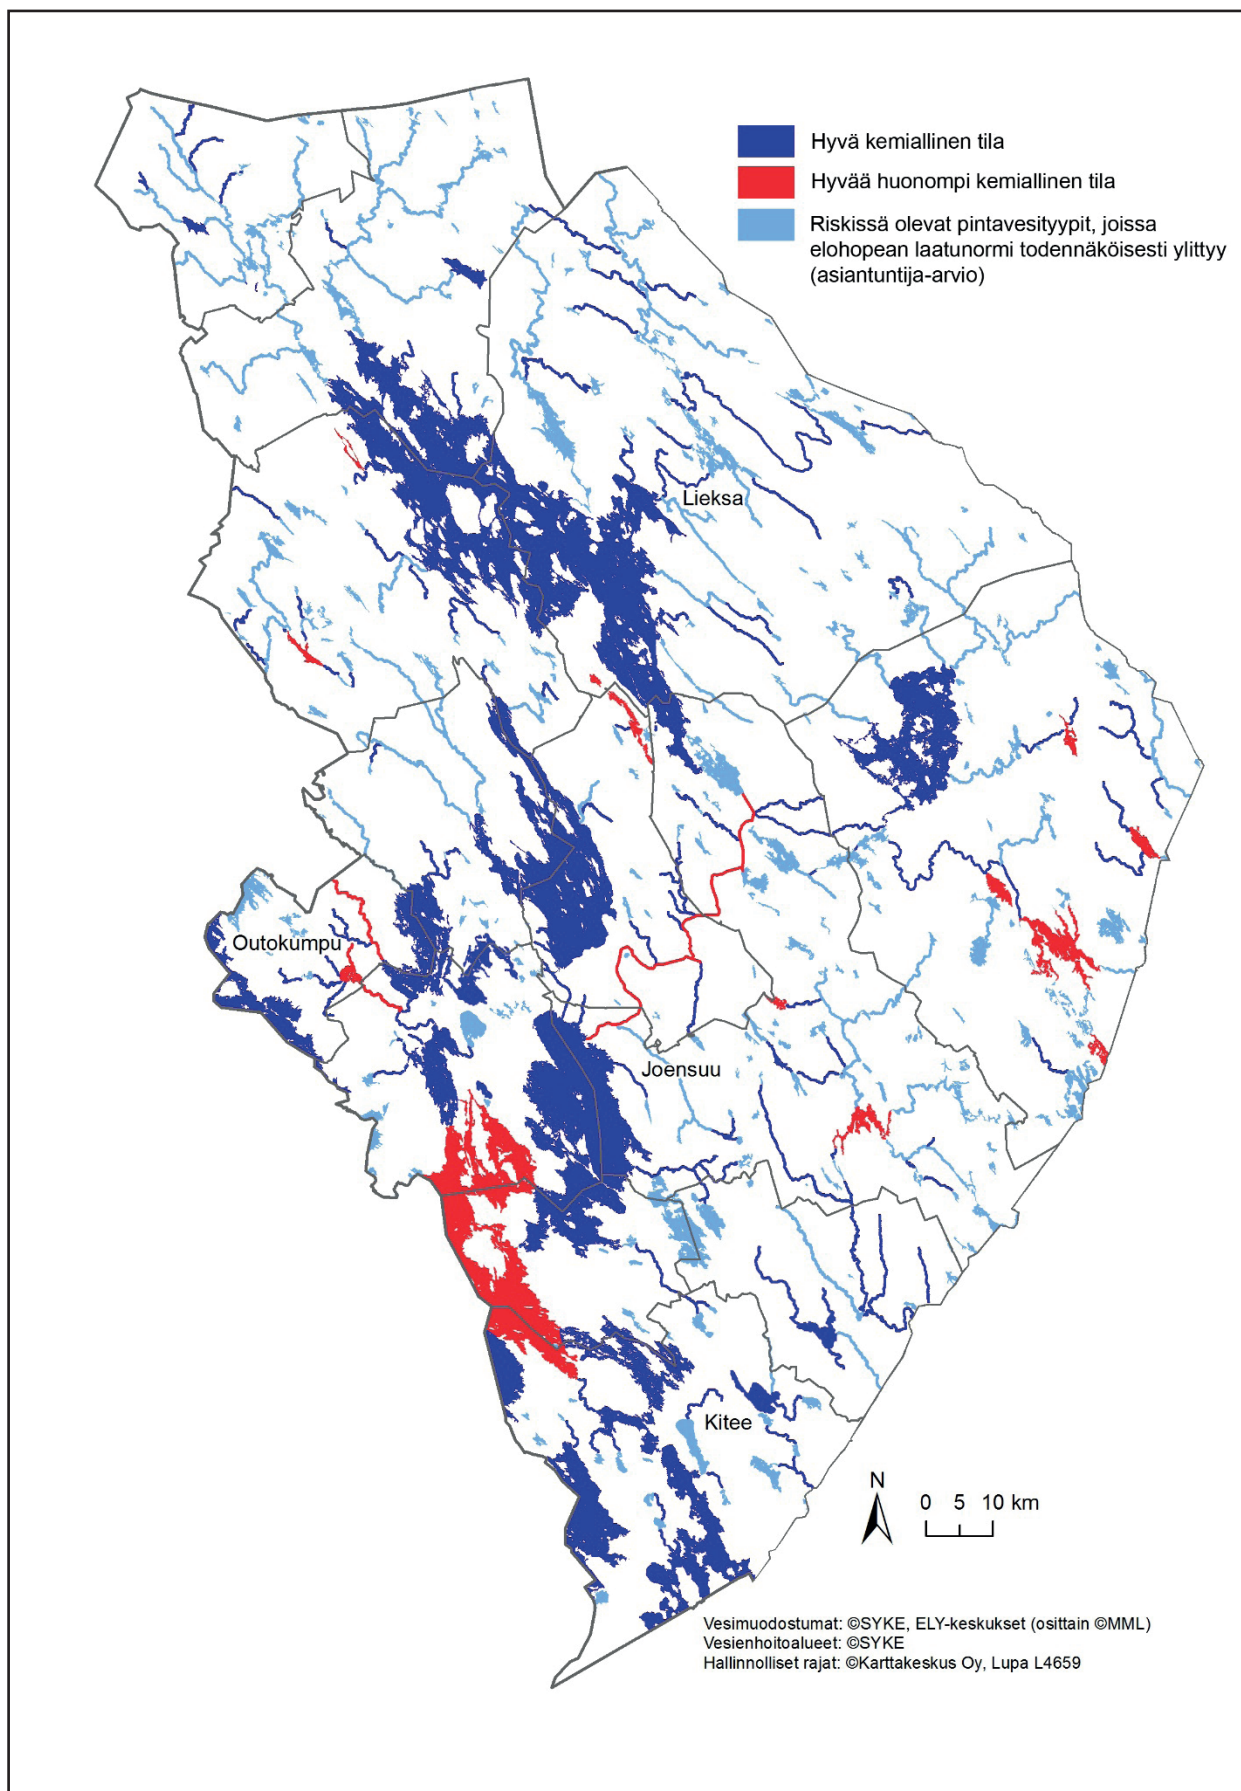 Hyvä kemiallinen tila
Hyvää huonompi kemiallinen tila
Riskissä olevat pintavesityypit, joissa
elohopean laatunormi todennäköisesti ylittyy
(asiantuntija-arvio)
Lieksa
Outokumpu
Joensuu
Kitee
N
0 5 10 km
Vesimuodostumat: ©SYKE, ELY-keskukset (osittain ©MML)
Vesienhoitoalueet: ©SYKE
Hallinnolliset rajat: ©Karttakeskus Oy, Lupa L4659